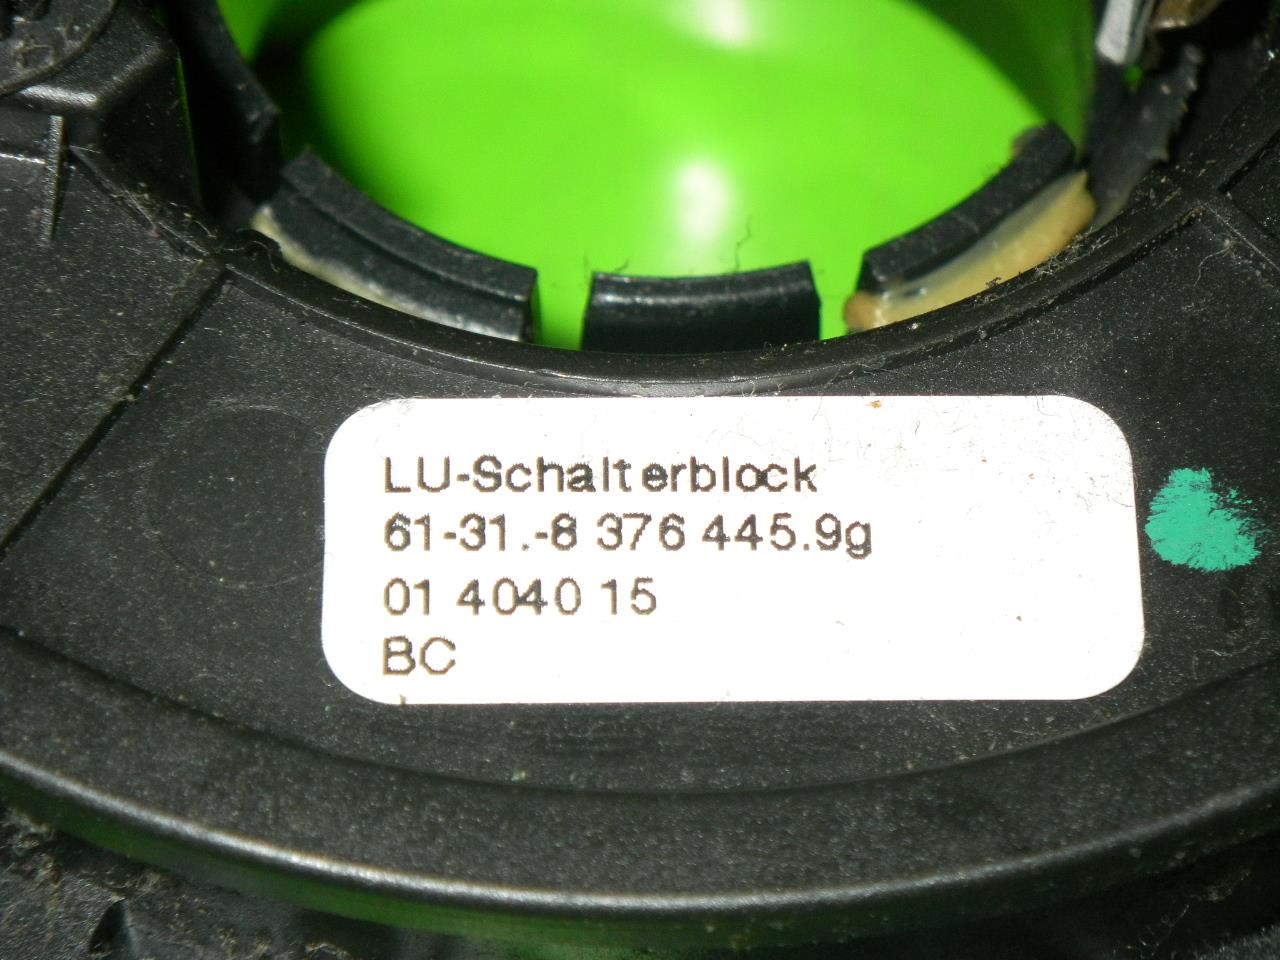 LU-Schalterblock
61-31.-8 376 445.9g
01 4040 15
BC